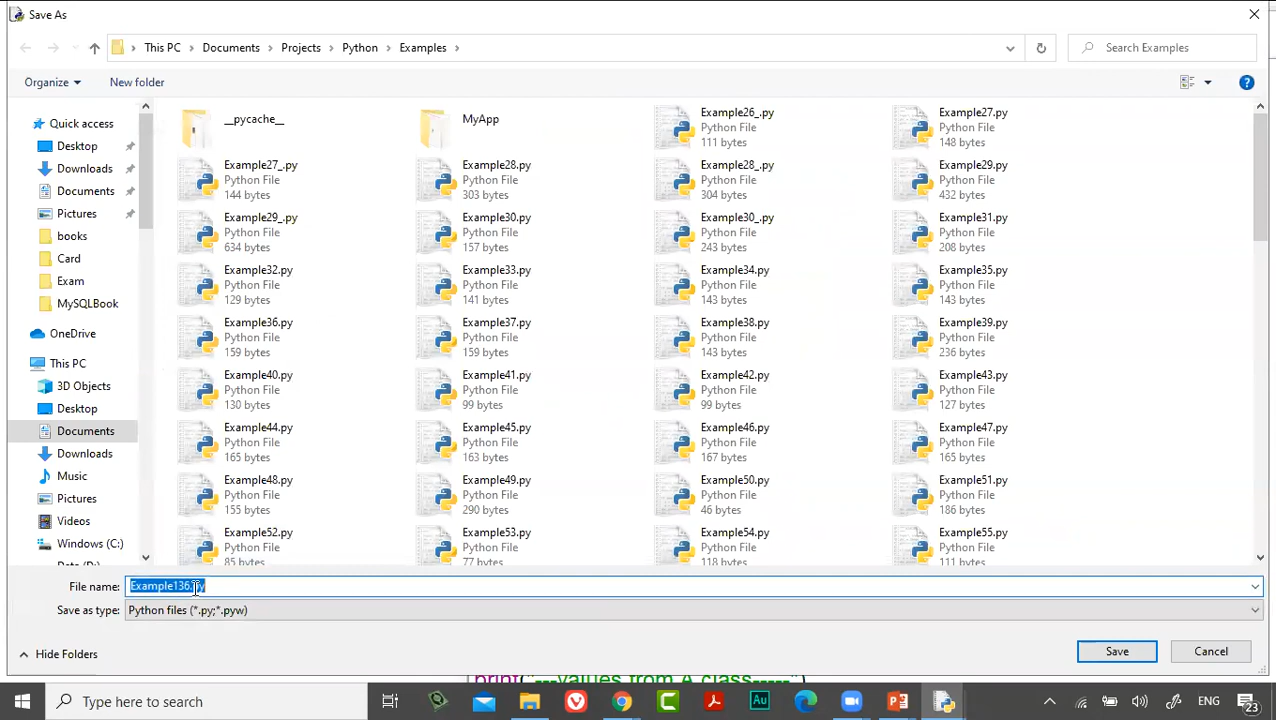 Save As
This PC > Documents > Projects > Python > Examples >
Search Examples
Organize
New folder
Quick access
Desktop
Downloads
Documents
Pictures
books
Card
Exam
MySQLBook
OneDrive
This PC
3D Objects
Desktop
Documents
Downloads
Music
Pictures
Videos
Windows (C:)
__pycache__
MyApp
Example26_.py
Python File
111 bytes
Example27.py
Python File
148 bytes
Example27_.py
Python File
144 bytes
Example28.py
Python File
303 bytes
Example28_.py
Python File
304 bytes
Example29.py
Python File
432 bytes
Example29_.py
Python File
634 bytes
Example30.py
Python File
157 bytes
Example30_.py
Python File
243 bytes
Example31.py
Python File
208 bytes
Example32.py
Python File
129 bytes
Example33.py
Python File
141 bytes
Example34.py
Python File
143 bytes
Example35.py
Python File
143 bytes
Example36.py
Python File
159 bytes
Example37.py
Python File
159 bytes
Example38.py
Python File
143 bytes
Example39.py
Python File
236 bytes
Example40.py
Python File
130 bytes
Example41.py
Python File
99 bytes
Example42.py
Python File
99 bytes
Example43.py
Python File
127 bytes
Example44.py
Python File
165 bytes
Example45.py
Python File
163 bytes
Example46.py
Python File
167 bytes
Example47.py
Python File
165 bytes
Example48.py
Python File
155 bytes
Example49.py
Python File
290 bytes
Example50.py
Python File
46 bytes
Example51.py
Python File
186 bytes
Example52.py
Python File
85 bytes
Example53.py
Python File
bytes
Example54.py
Python File
118 bytes
Example55.py
Python File
111 bytes
File name: Example136.py
Save as type: Python files (*.py;*.pyw)
Hide Folders
Save
Cancel
print("---values from A class-----")
Type here to search
ENG
23